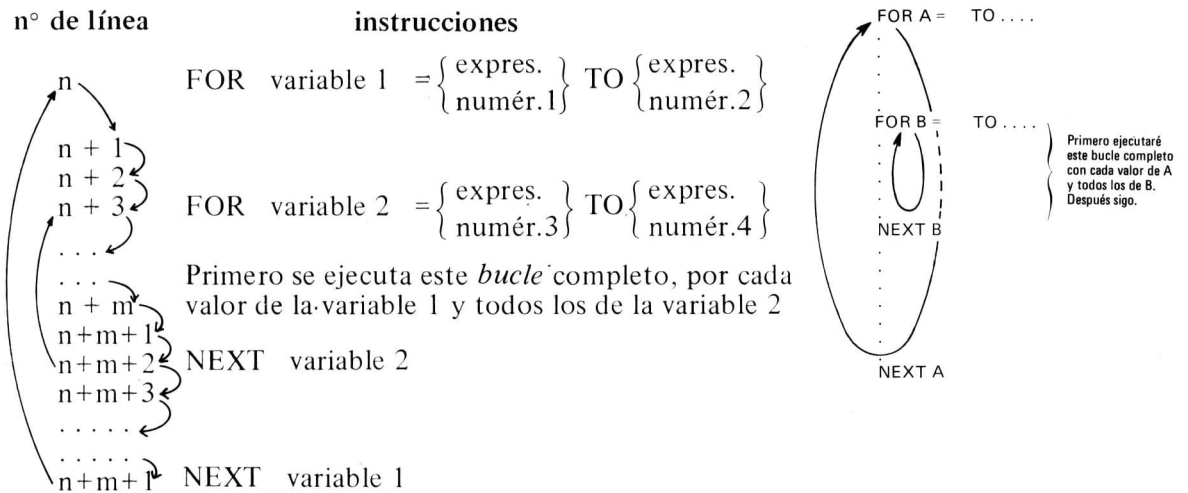 n° de línea instrucciones
n FOR variable 1 = { expres. numér.1 } TO { expres. numér.2 }
n + 1
n + 2
n + 3 FOR variable 2 = { expres. numér.3 } TO { expres. numér.4 }
. . .
. . . Primero se ejecuta este bucle completo, por cada
n + m valor de la variable 1 y todos los de la variable 2
n+m+1
n+m+2 NEXT variable 2
n+m+3
. . . . .
. . . . .
n+m+1 NEXT variable 1
FOR A = TO . . . .
FOR B = TO . . . .
Primero ejecutaré
este bucle completo
con cada valor de A
y todos los de B.
Después sigo.
NEXT B
NEXT A